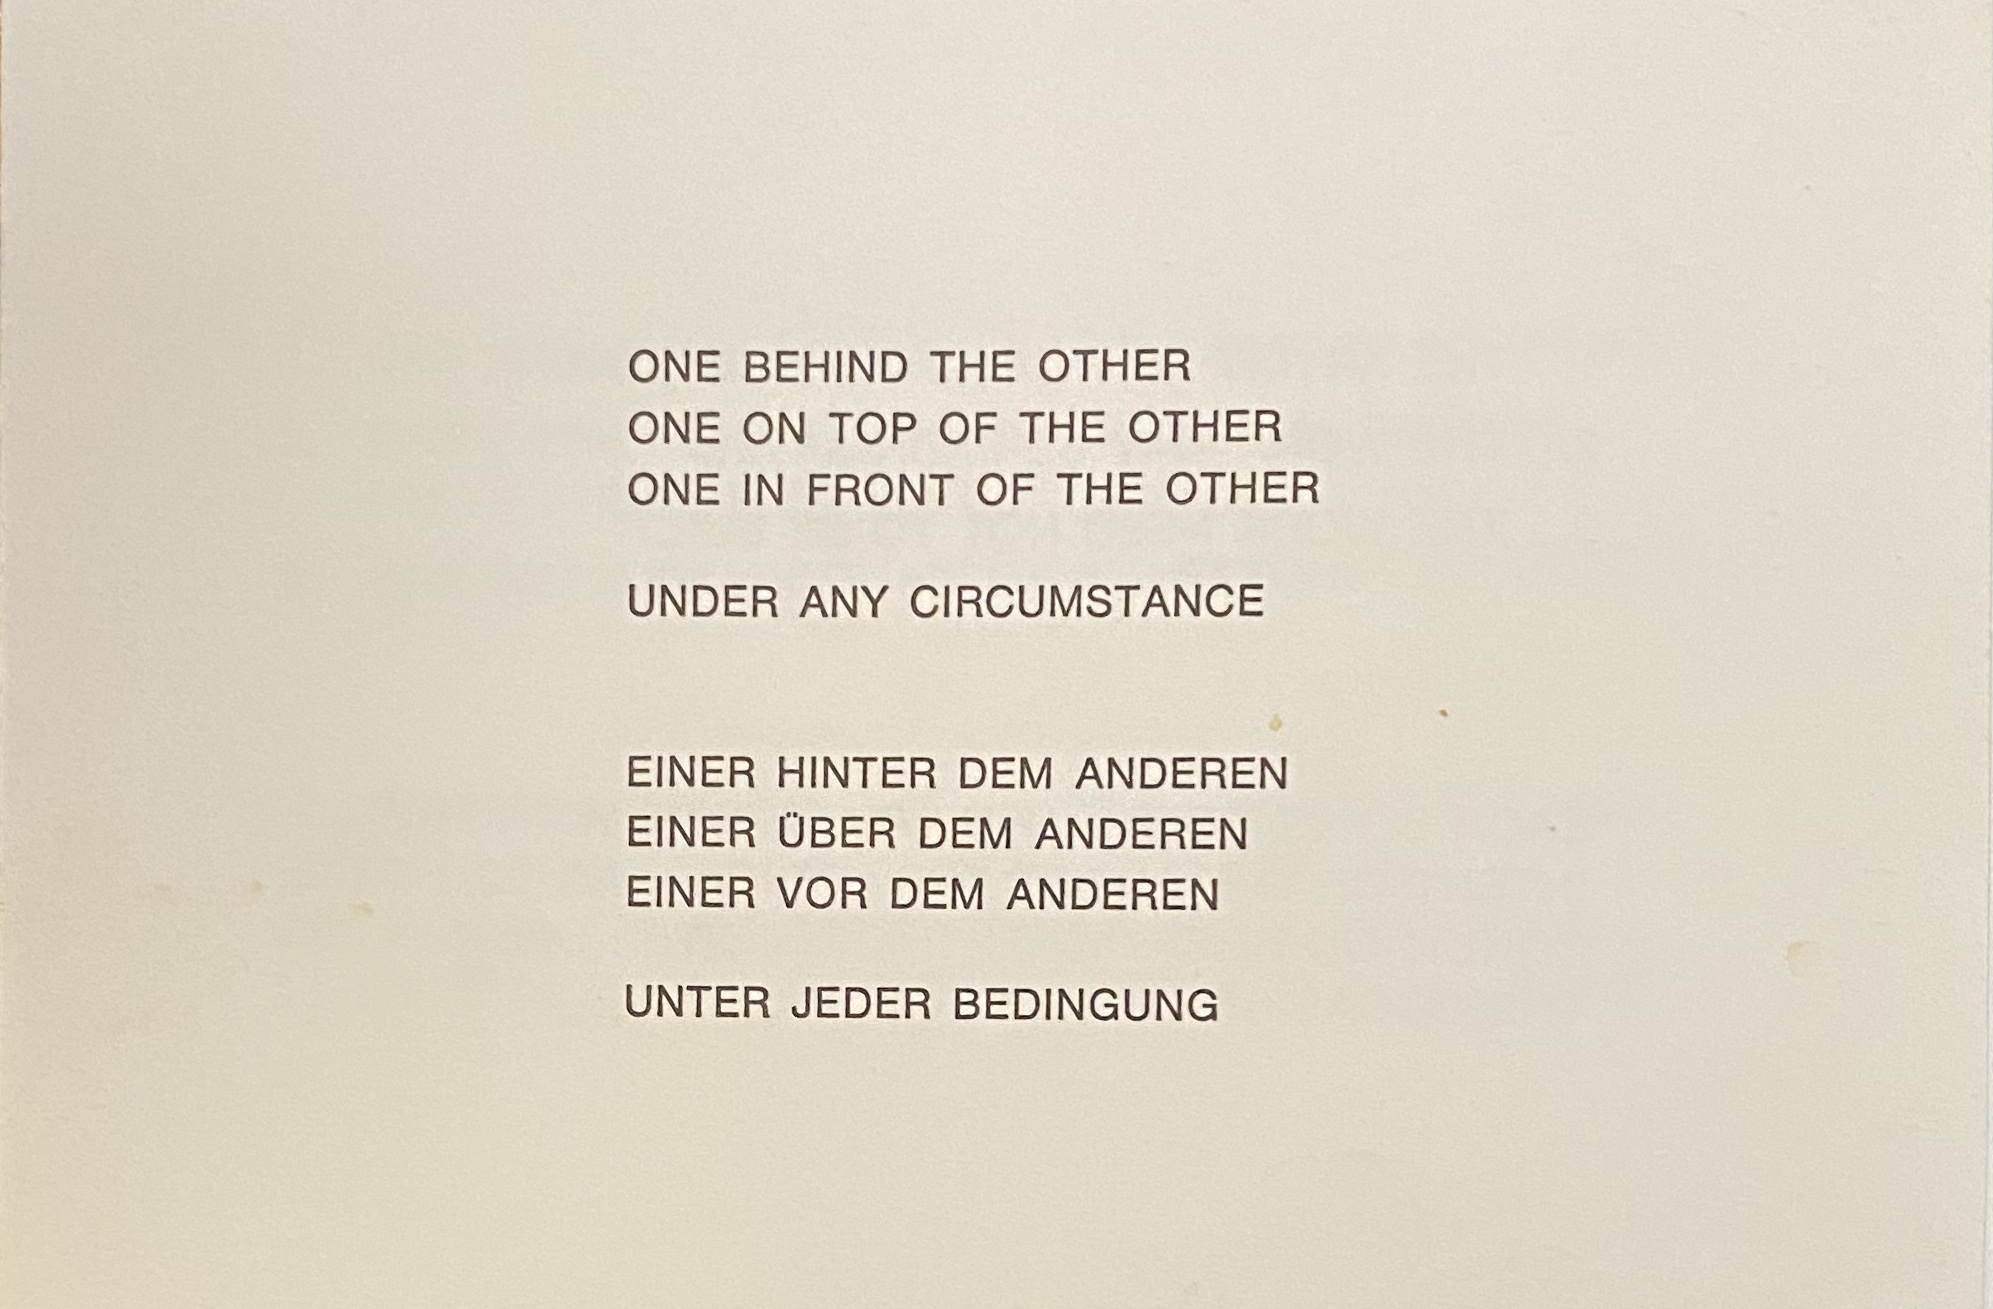 ONE BEHIND THE OTHER
ONE ON TOP OF THE OTHER
ONE IN FRONT OF THE OTHER
UNDER ANY CIRCUMSTANCE
EINER HINTER DEM ANDEREN
EINER ÜBER DEM ANDEREN
EINER VOR DEM ANDEREN
UNTER JEDER BEDINGUNG